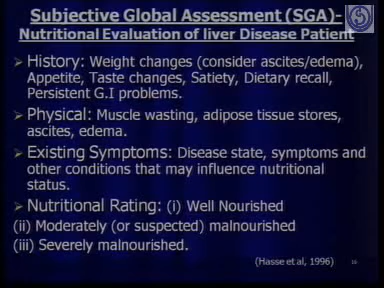 Subjective Global Assessment (SGA)-
Nutritional Evaluation of liver Disease Patient
➢ History: Weight changes (consider ascites/edema),
Appetite, Taste changes, Satiety, Dietary recall,
Persistent G.I problems.
➢ Physical: Muscle wasting, adipose tissue stores,
ascites, edema.
➢ Existing Symptoms: Disease state, symptoms and
other conditions that may influence nutritional
status.
➢ Nutritional Rating: (i) Well Nourished
(ii) Moderately (or suspected) malnourished
(iii) Severely malnourished.
(Hasse et al, 1996)